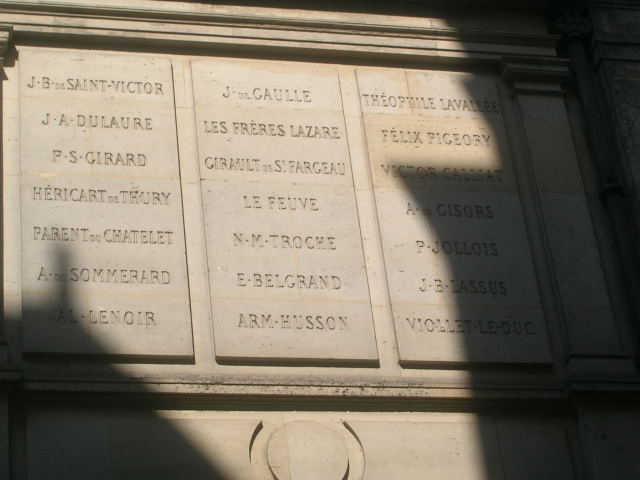 J·B·DE SAINT-VICTOR
J·A·DULAURE
P·S·GIRARD
HÉRICART DE THURY
PARENT DU CHATELET
A·DU SOMMERARD
AL·LENOIR
J·DE GAULLE
LES FRÈRES LAZARE
GIRAULT DE ST FARGEAU
LE FEUVE
N·M·TROCHE
E·BELGRAND
ARM·HUSSON
THÉOPHILE LAVALLÉE
FÉLIX PIGEORY
VICTOR CALLIAT
A·DE GISORS
P·JOLLOIS
J·B·LASSUS
VIOLLET-LE-DUC